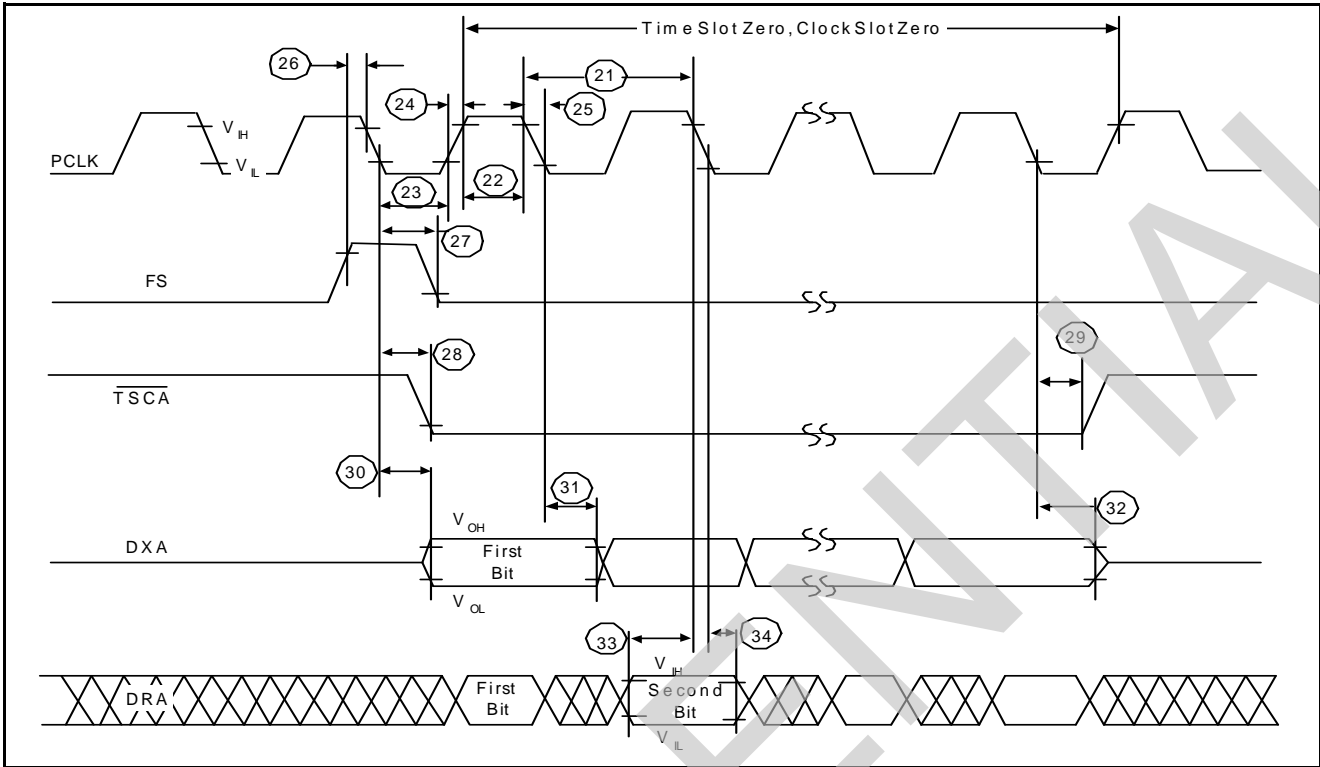 Time Slot Zero, Clock Slot Zero
26
21
24
25
PCLK
V IH
V IL
22
23
27
FS
28
29
TSCA
30
31
32
V OH
DXA
First
Bit
V OL
33
34
V IH
DRA
First
Bit
Second
Bit
V IL
ENTIAL